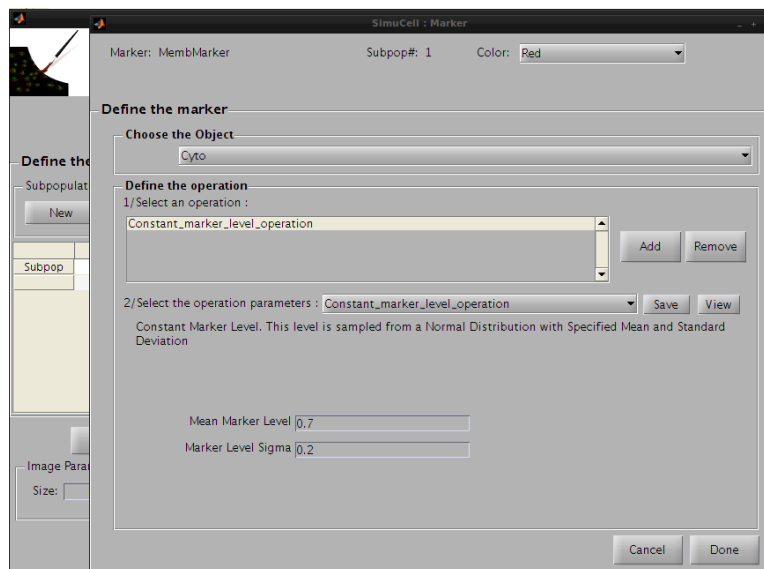 SimuCell : Marker
Marker: MembMarker Subpop#: 1 Color: Red
Define the marker
Choose the Object
Cyto
Define the
Define the operation
Subpopulat
1/Select an operation :
New
Constant_marker_level_operation
Add Remove
Subpop
2/Select the operation parameters : Constant_marker_level_operation Save View
Constant Marker Level. This level is sampled from a Normal Distribution with Specified Mean and Standard
Deviation
Mean Marker Level 0.7
Marker Level Sigma 0.2
Image Parar
Size:
Cancel Done